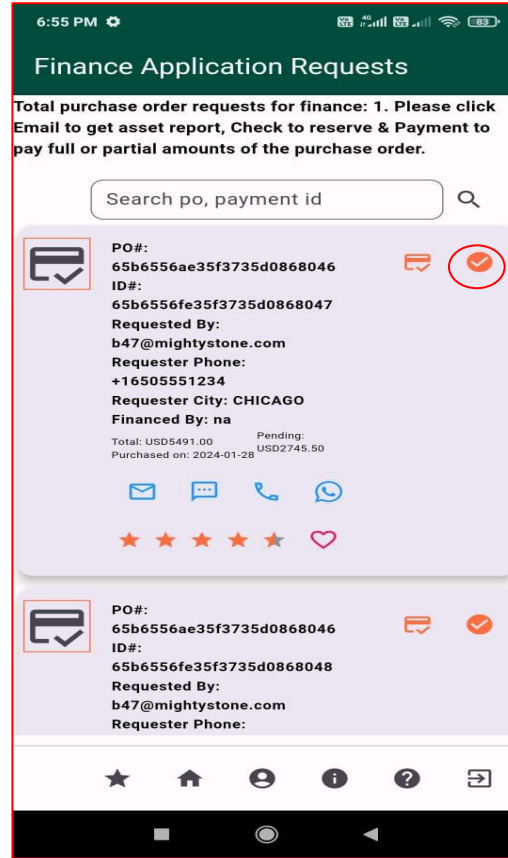 6:55 PM
4G
83
Finance Application Requests
Total purchase order requests for finance: 1. Please click
Email to get asset report, Check to reserve & Payment to
pay full or partial amounts of the purchase order.
Search po, payment id
PO#:
65b6556ae35f3735d0868046
ID#:
65b6556fe35f3735d0868047
Requested By:
b47@mightystone.com
Requester Phone:
+16505551234
Requester City: CHICAGO
Financed By: na
Total: USD5491.00
Pending:
USD2745.50
Purchased on: 2024-01-28
PO#:
65b6556ae35f3735d0868046
ID#:
65b6556fe35f3735d0868048
Requested By:
b47@mightystone.com
Requester Phone: